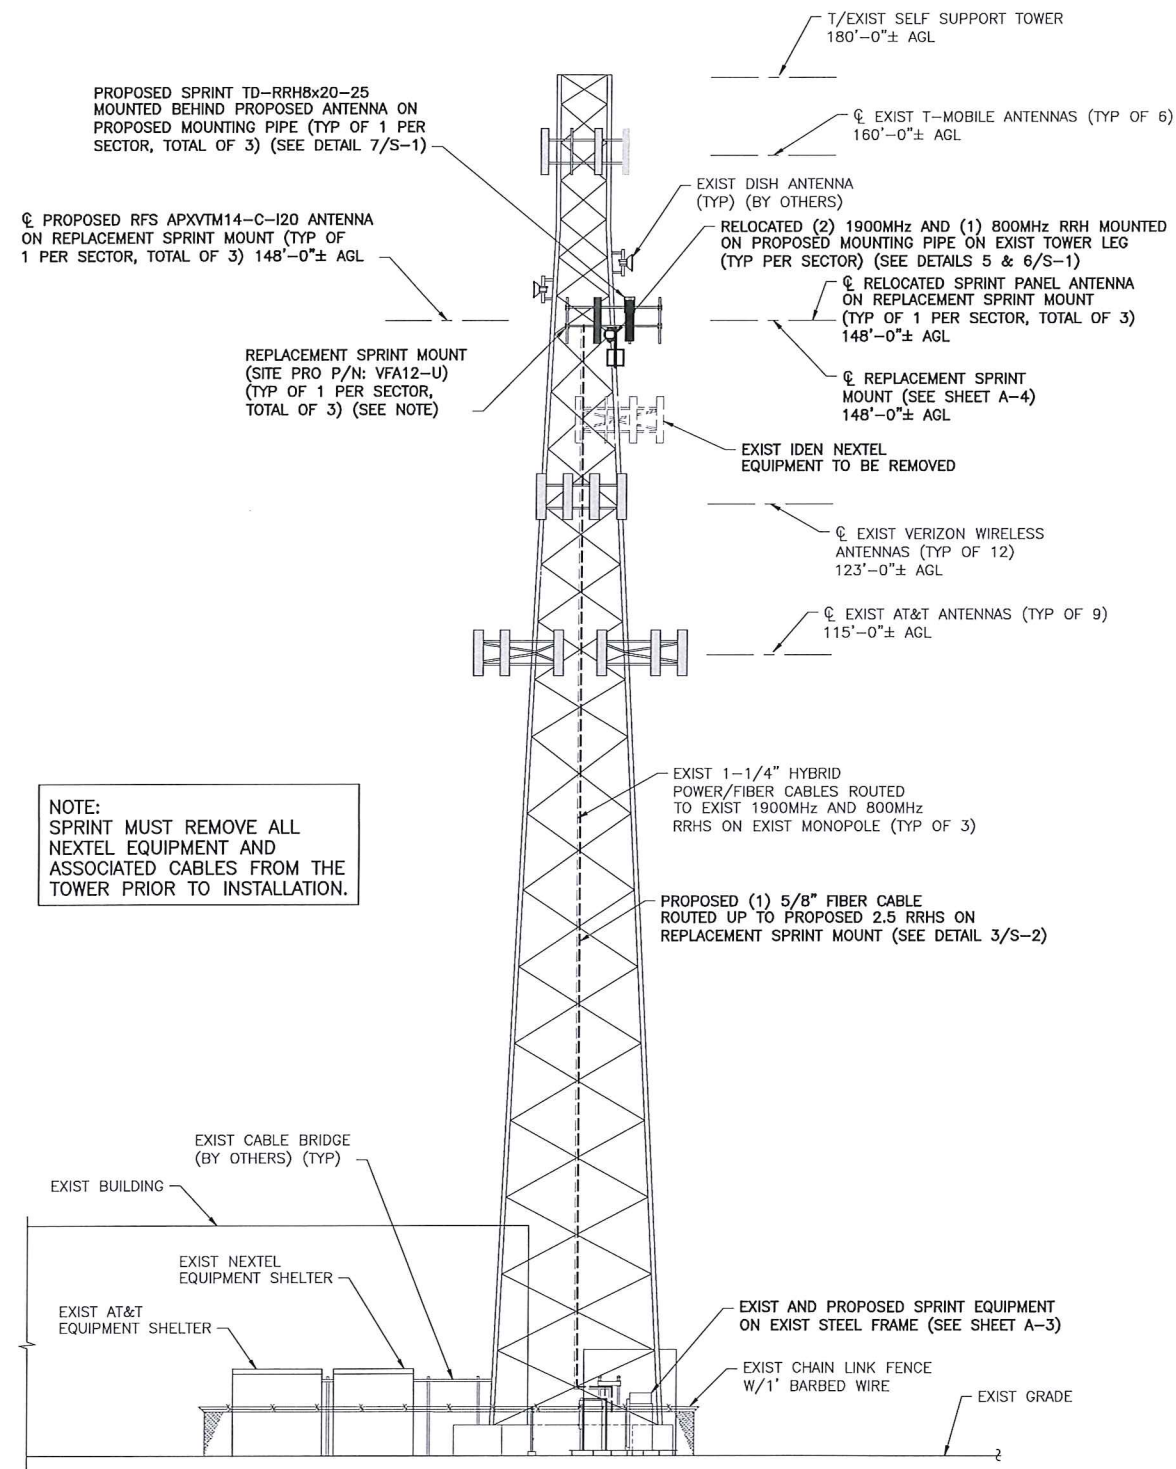 T/EXIST SELF SUPPORT TOWER
180'-0"± AGL
PROPOSED SPRINT TD-RRH8x20-25
MOUNTED BEHIND PROPOSED ANTENNA ON
PROPOSED MOUNTING PIPE (TYP OF 1 PER
SECTOR, TOTAL OF 3) (SEE DETAIL 7/S-1)
℄ EXIST T-MOBILE ANTENNAS (TYP OF 6)
160'-0"± AGL
EXIST DISH ANTENNA
(TYP) (BY OTHERS)
℄ PROPOSED RFS APXVTM14-C-I20 ANTENNA
ON REPLACEMENT SPRINT MOUNT (TYP OF
1 PER SECTOR, TOTAL OF 3) 148'-0"± AGL
RELOCATED (2) 1900MHz AND (1) 800MHz RRH MOUNTED
ON PROPOSED MOUNTING PIPE ON EXIST TOWER LEG
(TYP PER SECTOR) (SEE DETAILS 5 & 6/S-1)
℄ RELOCATED SPRINT PANEL ANTENNA
ON REPLACEMENT SPRINT MOUNT
(TYP OF 1 PER SECTOR, TOTAL OF 3)
148'-0"± AGL
REPLACEMENT SPRINT MOUNT
(SITE PRO P/N: VFA12-U)
(TYP OF 1 PER SECTOR,
TOTAL OF 3) (SEE NOTE)
℄ REPLACEMENT SPRINT
MOUNT (SEE SHEET A-4)
148'-0"± AGL
EXIST IDEN NEXTEL
EQUIPMENT TO BE REMOVED
℄ EXIST VERIZON WIRELESS
ANTENNAS (TYP OF 12)
123'-0"± AGL
℄ EXIST AT&T ANTENNAS (TYP OF 9)
115'-0"± AGL
EXIST 1-1/4" HYBRID
POWER/FIBER CABLES ROUTED
TO EXIST 1900MHz AND 800MHz
RRHS ON EXIST MONOPOLE (TYP OF 3)
NOTE:
SPRINT MUST REMOVE ALL
NEXTEL EQUIPMENT AND
ASSOCIATED CABLES FROM THE
TOWER PRIOR TO INSTALLATION.
PROPOSED (1) 5/8" FIBER CABLE
ROUTED UP TO PROPOSED 2.5 RRHS ON
REPLACEMENT SPRINT MOUNT (SEE DETAIL 3/S-2)
EXIST CABLE BRIDGE
(BY OTHERS) (TYP)
EXIST BUILDING
EXIST NEXTEL
EQUIPMENT SHELTER
EXIST AT&T
EQUIPMENT SHELTER
EXIST AND PROPOSED SPRINT EQUIPMENT
ON EXIST STEEL FRAME (SEE SHEET A-3)
EXIST CHAIN LINK FENCE
W/1' BARBED WIRE
EXIST GRADE